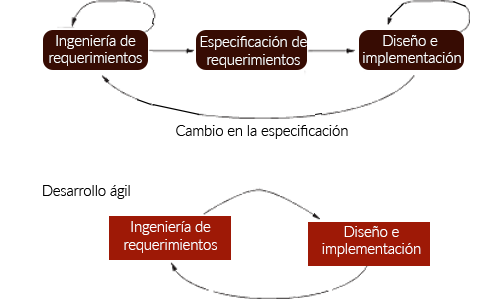 Ingeniería de
requerimientos
Especificación de
requerimientos
Diseño e
implementación
Cambio en la especificación
Desarrollo ágil
Ingeniería de
requerimientos
Diseño e
implementación